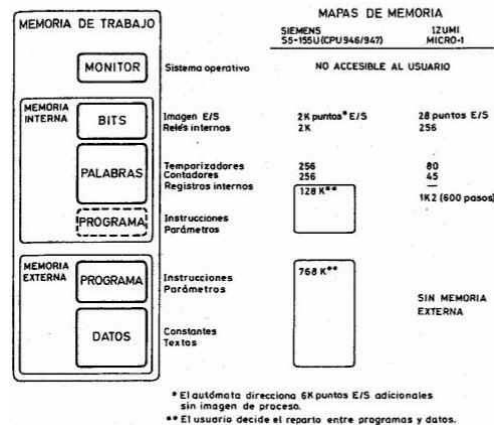 MAPAS DE MEMORIA
MEMORIA DE TRABAJO
SIEMENS
S5-155U(CPU 946/947)
IZUMI
MICRO-1
MONITOR
Sistema operativo
NO ACCESIBLE AL USUARIO
MEMORIA
INTERNA
BITS
Imagen E/S
Relés internos
2K puntos* E/S
2K
28 puntos E/S
256
PALABRAS
Temporizadores
Contadores
Registros internos
256
256
128 K**
80
45
—
1K2 (600 pasos)
PROGRAMA
Instrucciones
Parámetros
MEMORIA
EXTERNA
PROGRAMA
Instrucciones
Parámetros
768 K**
SIN MEMORIA
EXTERNA
DATOS
Constantes
Textos
* El autómata direcciona 6K puntos E/S adicionales
sin imagen de proceso.
** El usuario decide el reparto entre programas y datos.